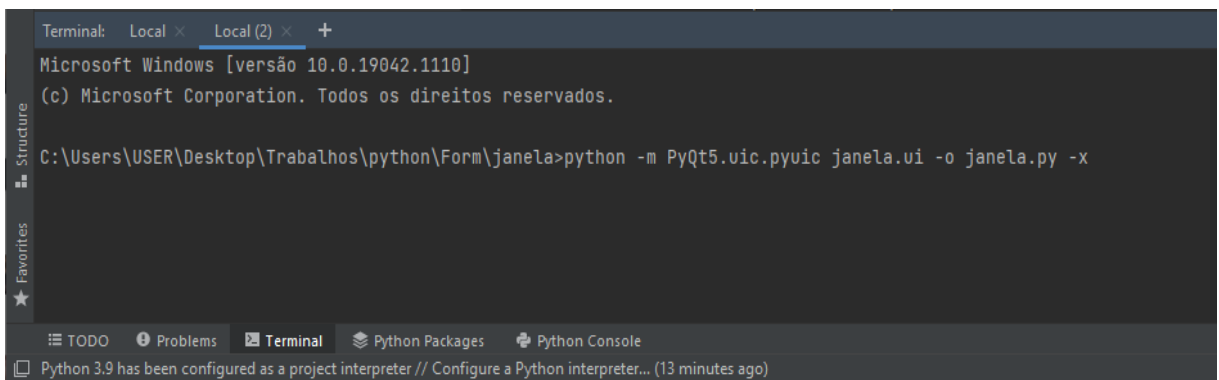 Terminal: Local × Local (2) × +
Microsoft Windows [versão 10.0.19042.1110]
(c) Microsoft Corporation. Todos os direitos reservados.
C:\Users\USER\Desktop\Trabalhos\python\Form\janela>python -m PyQt5.uic.pyuic janela.ui -o janela.py -x
Structure
Favorites
TODO Problems Terminal Python Packages Python Console
Python 3.9 has been configured as a project interpreter // Configure a Python interpreter... (13 minutes ago)